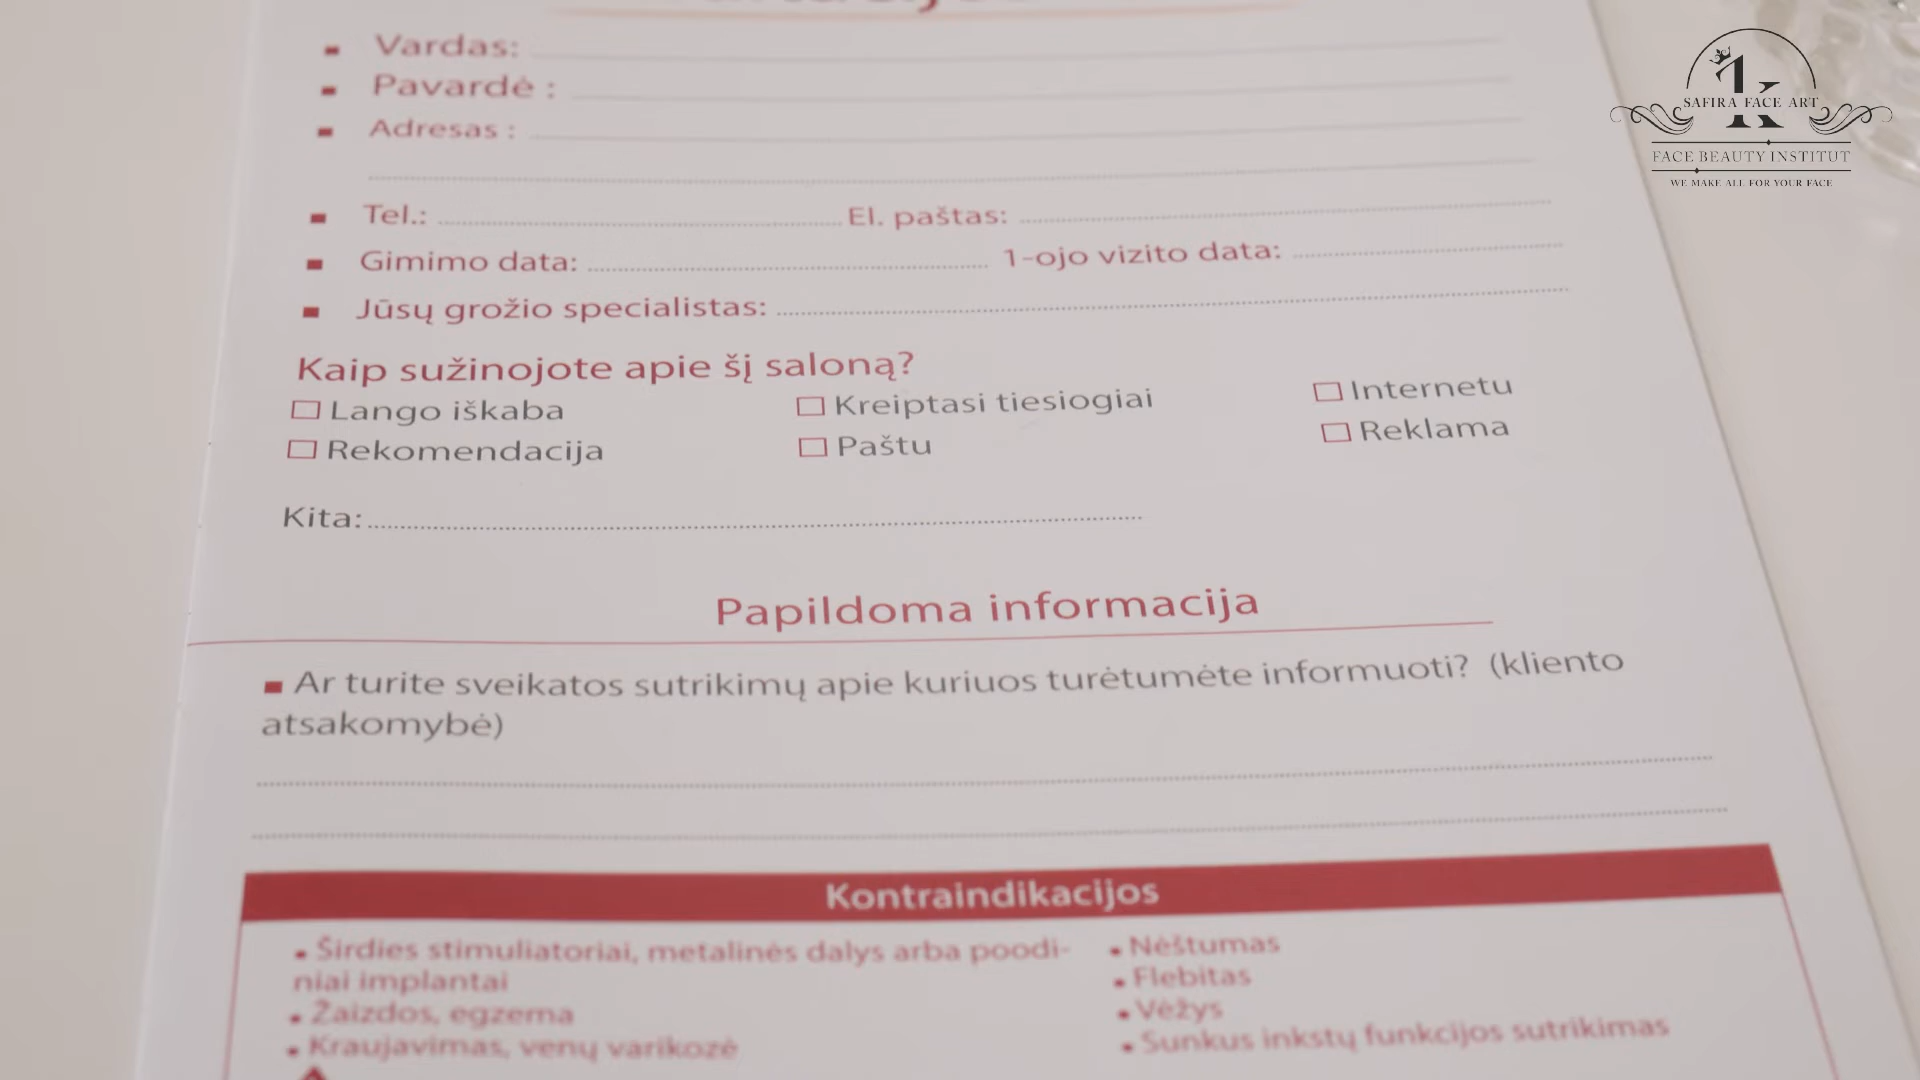 Vardas:
Pavardė :
Adresas :
Tel.: El. paštas:
Gimimo data: 1-ojo vizito data:
Jūsų grožio specialistas:
Kaip sužinojote apie šį saloną?
Lango iškaba Kreiptasi tiesiogiai Internetu
Rekomendacija Paštu Reklama
Kita:
Papildoma informacija
Ar turite sveikatos sutrikimų apie kuriuos turėtumėte informuoti? (kliento
atsakomybė)
Kontraindikacijos
Širdies stimuliatoriai, metalinės dalys arba poodi-
niai implantai
Žaizdos, egzema
Kraujavimas, venų varikozė
Nėštumas
Flebitas
Vėžys
Sunkus inkstų funkcijos sutrikimas
1K
SAFIRA FACE ART
FACE BEAUTY INSTITUT
WE MAKE ALL FOR YOUR FACE